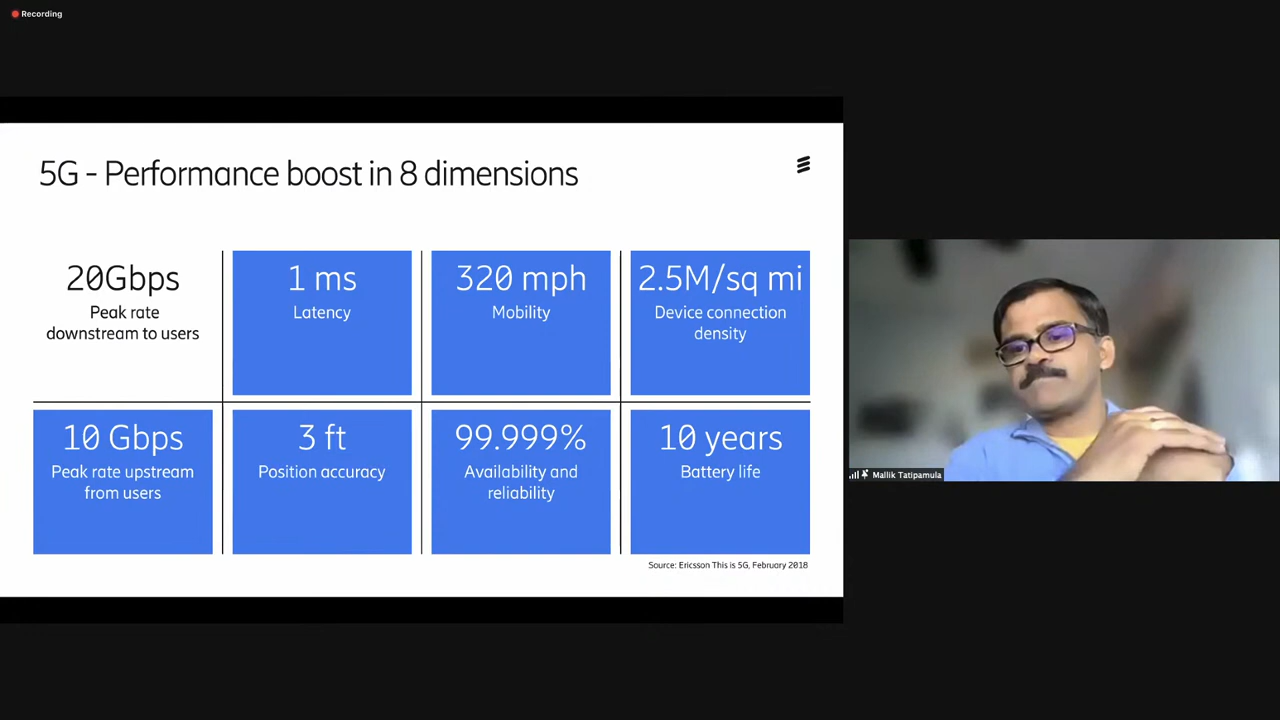 Recording
5G - Performance boost in 8 dimensions
20Gbps
Peak rate
downstream to users
1 ms
Latency
320 mph
Mobility
2.5M/sq mi
Device connection
density
10 Gbps
Peak rate upstream
from users
3 ft
Position accuracy
99.999%
Availability and
reliability
10 years
Battery life
Source: Ericsson This is 5G, February 2018
Mallik Tatipamula